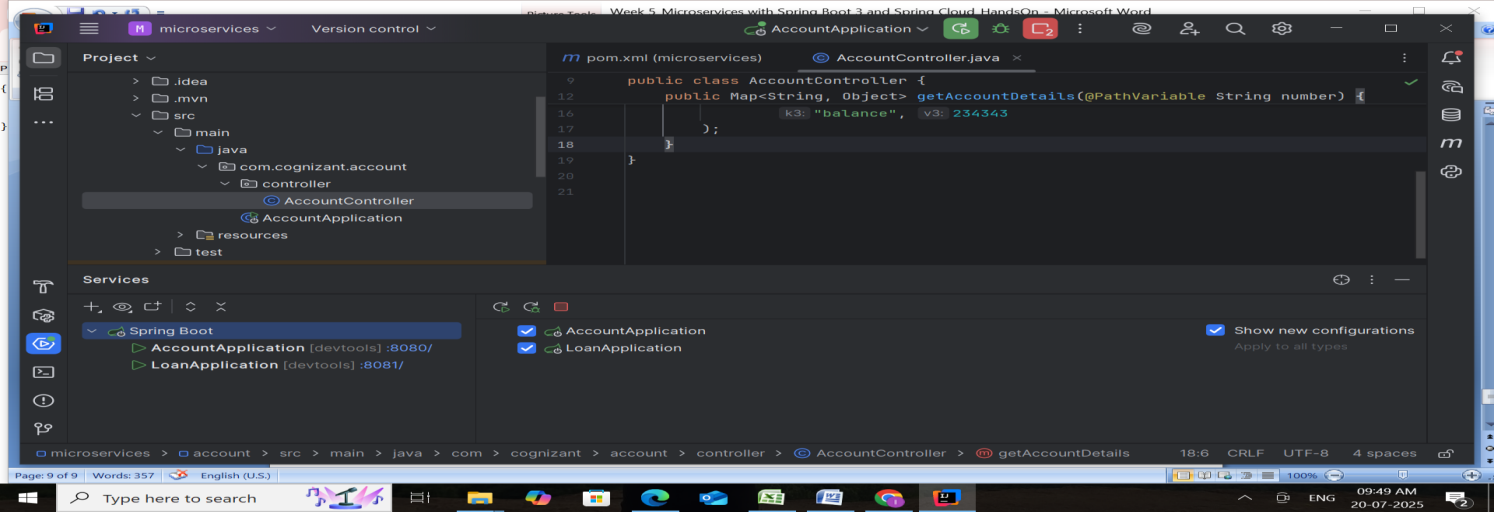 Picture Tools Week 5 Microservices with Spring Boot 3 and Spring Cloud HandsOn - Microsoft Word
M microservices Version control AccountApplication 2
Project
pom.xml (microservices) AccountController.java
.idea
.mvn
src
main
java
com.cognizant.account
controller
AccountController
AccountApplication
resources
test
9 public class AccountController {
12 public Map<String, Object> getAccountDetails(@PathVariable String number) {
16 k3: "balance", v3: 234343
17 );
18 }
19 }
20
21
Services
Spring Boot
AccountApplication [devtools] :8080/
LoanApplication [devtools] :8081/
AccountApplication
LoanApplication
Show new configurations
Apply to all types
microservices > account > src > main > java > com > cognizant > account > controller > AccountController > getAccountDetails 18:6 CRLF UTF-8 4 spaces
Page: 9 of 9 Words: 357 English (U.S.) 100%
Type here to search ENG 09:49 AM
20-07-2025 2